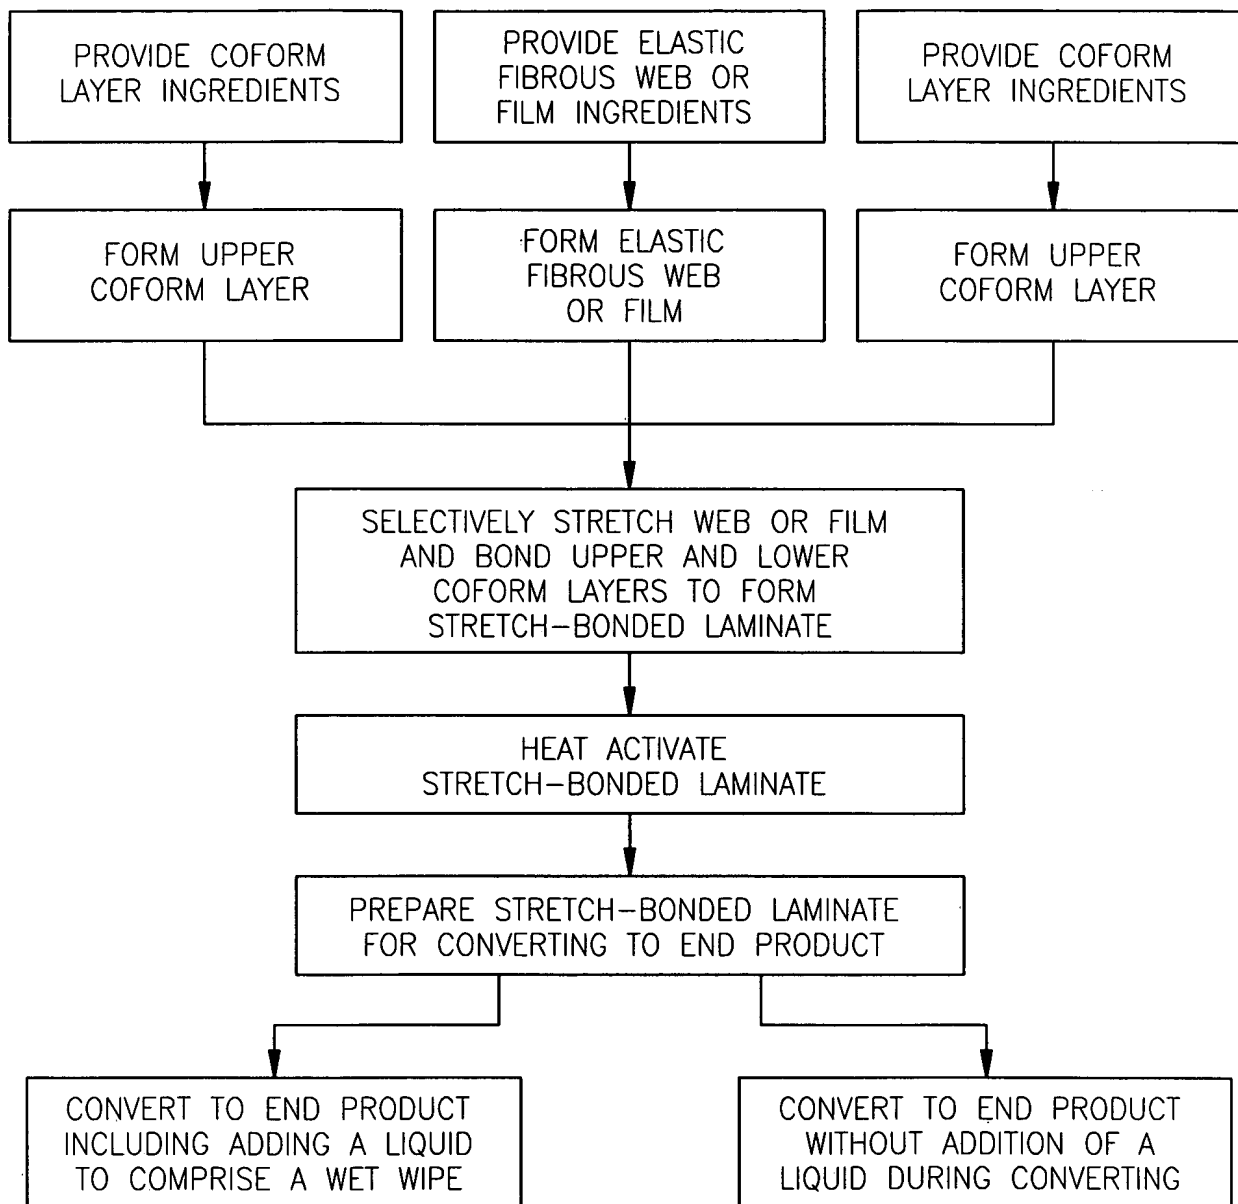 PROVIDE COFORM
LAYER INGREDIENTS
PROVIDE ELASTIC
FIBROUS WEB OR
FILM INGREDIENTS
PROVIDE COFORM
LAYER INGREDIENTS
FORM UPPER
COFORM LAYER
FORM ELASTIC
FIBROUS WEB
OR FILM
FORM UPPER
COFORM LAYER
SELECTIVELY STRETCH WEB OR FILM
AND BOND UPPER AND LOWER
COFORM LAYERS TO FORM
STRETCH-BONDED LAMINATE
HEAT ACTIVATE
STRETCH-BONDED LAMINATE
PREPARE STRETCH-BONDED LAMINATE
FOR CONVERTING TO END PRODUCT
CONVERT TO END PRODUCT
INCLUDING ADDING A LIQUID
TO COMPRISE A WET WIPE
CONVERT TO END PRODUCT
WITHOUT ADDITION OF A
LIQUID DURING CONVERTING